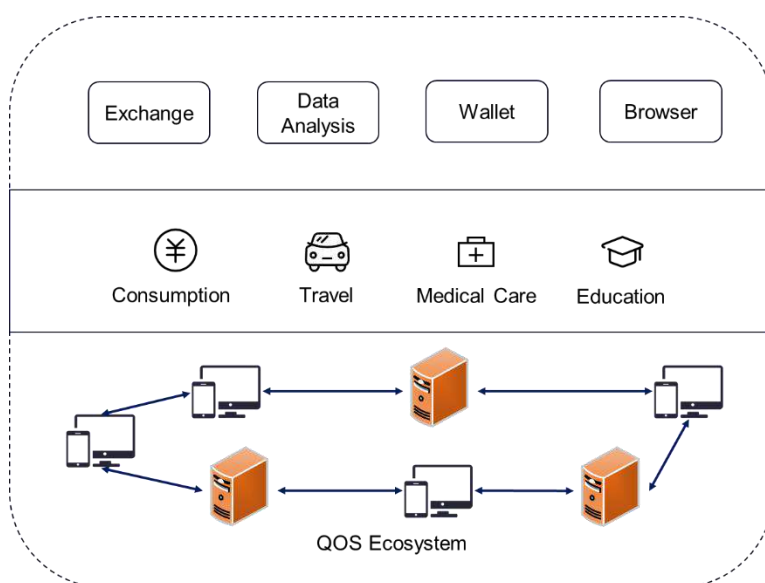 Exchange
Data
Analysis
Wallet
Browser
¥
Consumption
Travel
Medical Care
Education
QOS Ecosystem